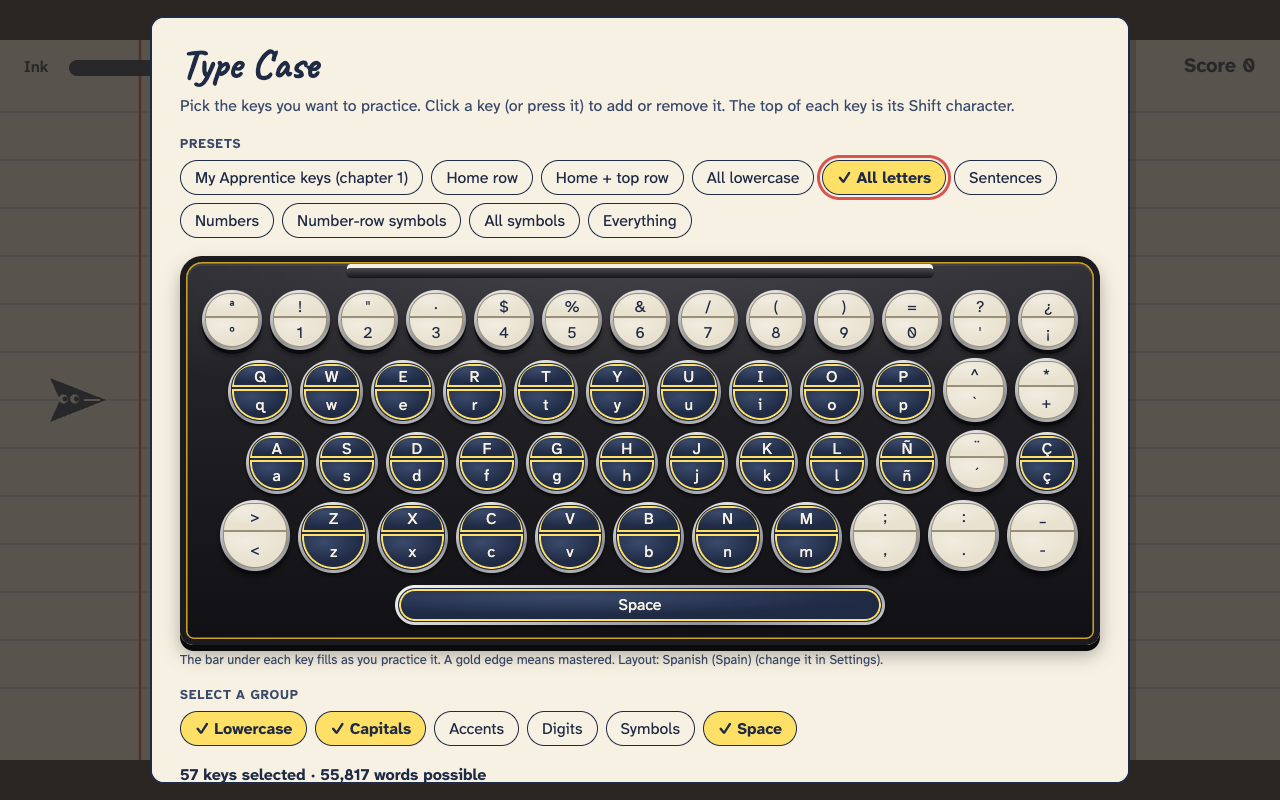 Type Case
Pick the keys you want to practice. Click a key (or press it) to add or remove it. The top of each key is its Shift character.
Ink
Score 0
PRESETS
My Apprentice keys (chapter 1) Home row Home + top row All lowercase ✓ All letters Sentences
Numbers Number-row symbols All symbols Everything
ª ! " · $ % & / ( ) = ? ¿
º 1 2 3 4 5 6 7 8 9 0 ' ¡
Q W E R T Y U I O P ^ *
q w e r t y u i o p ` +
A S D F G H J K L Ñ ¨ Ç
a s d f g h j k l ñ ´ ç
> Z X C V B N M ; : _
< z x c v b n m , . -
Space
The bar under each key fills as you practice it. A gold edge means mastered. Layout: Spanish (Spain) (change it in Settings).
SELECT A GROUP
✓ Lowercase ✓ Capitals Accents Digits Symbols ✓ Space
57 keys selected · 55,817 words possible